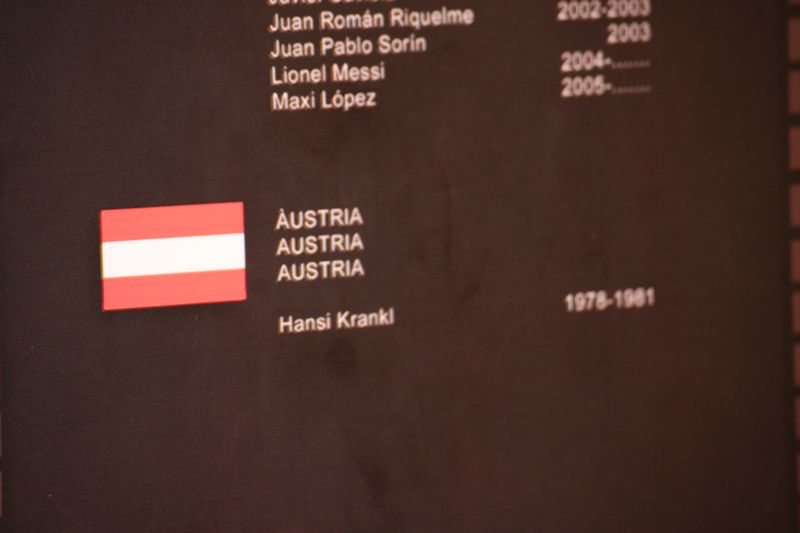 Juan Román Riquelme 2002-2003
Juan Pablo Sorín 2003
Lionel Messi 2004-.......
Maxi López 2005-.......
ÀUSTRIA
AUSTRIA
AUSTRIA
Hansi Krankl 1978-1981